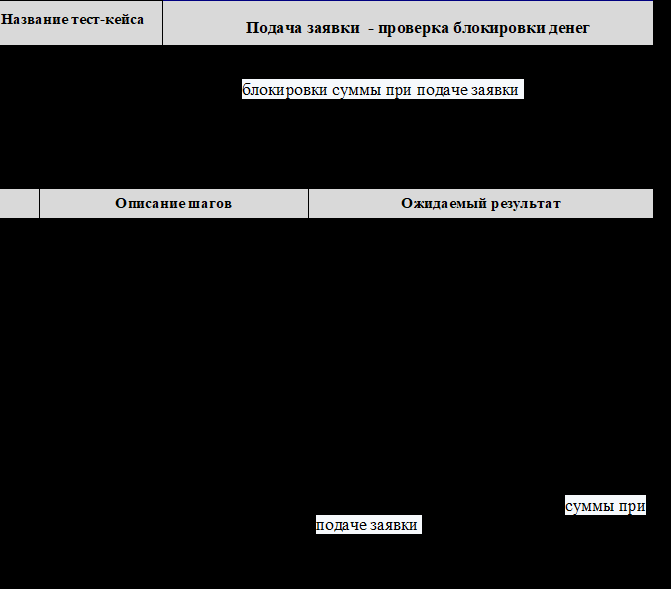 Название тест-кейса
Подача заявки - проверка блокировки денег
блокировки суммы при подаче заявки
Описание шагов
Ожидаемый результат
суммы при
подаче заявки